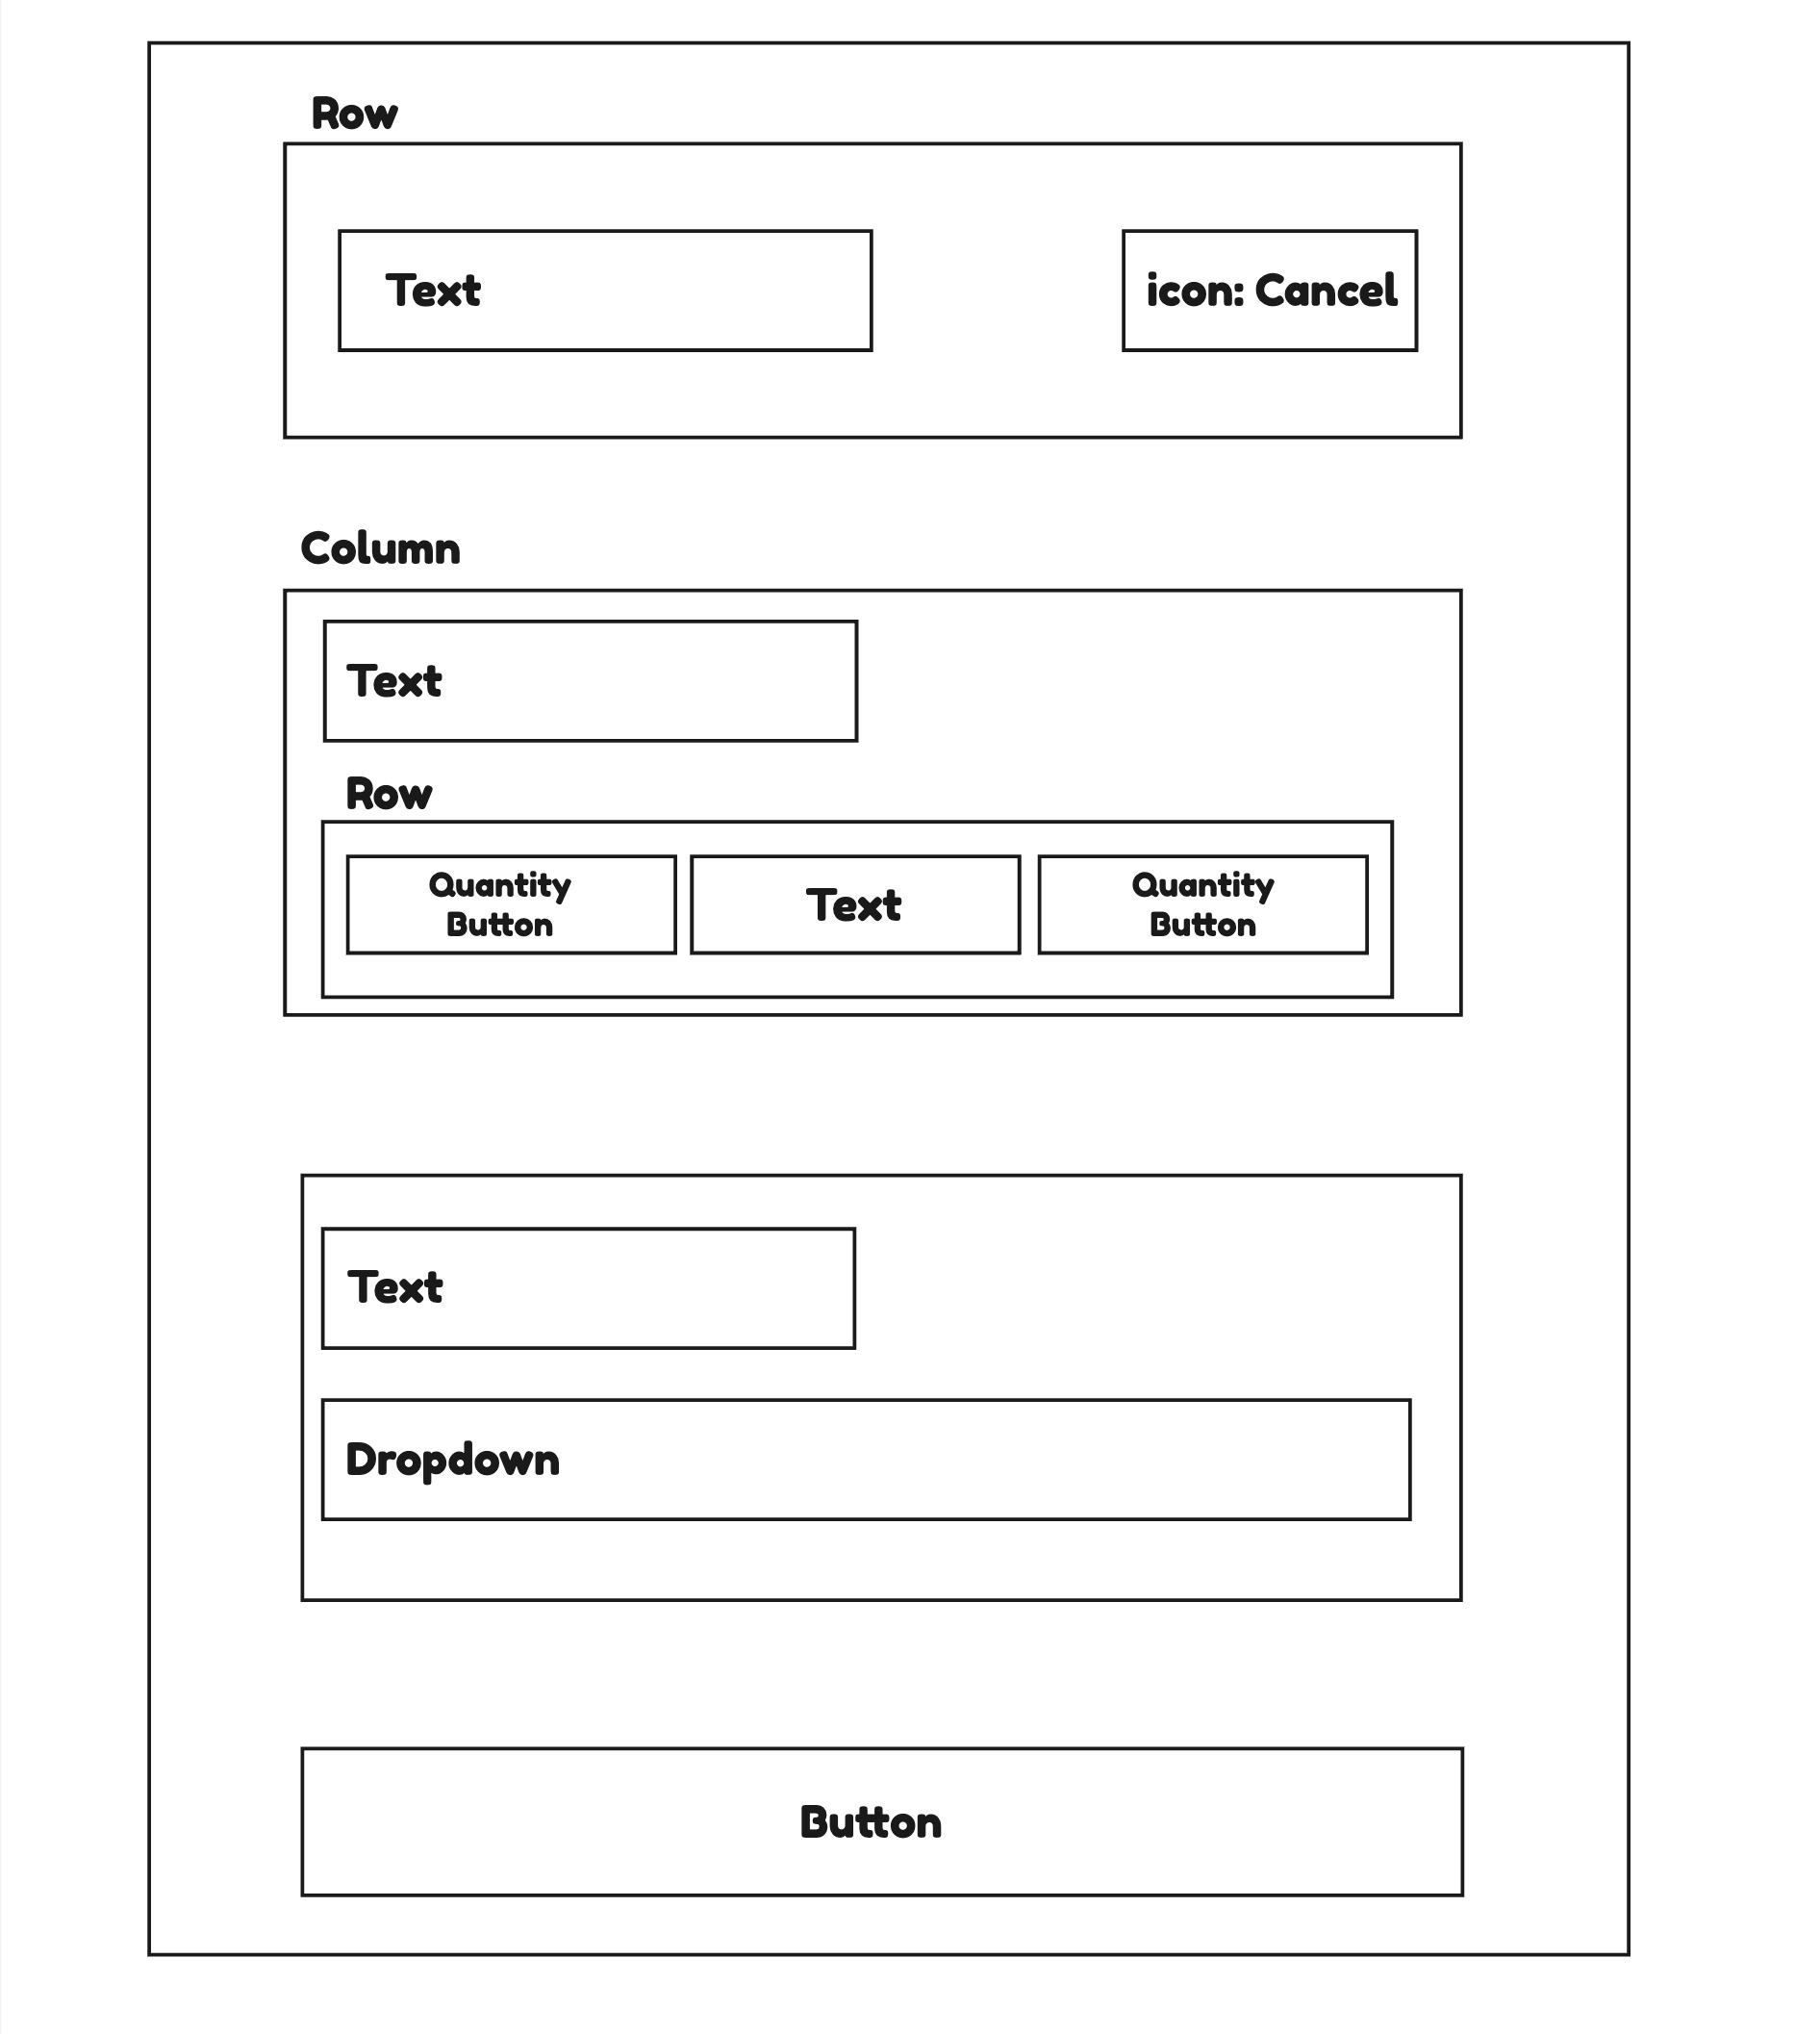 Row
Text
icon: Cancel
Column
Text
Row
Quantity
Button
Text
Quantity
Button
Text
Dropdown
Button